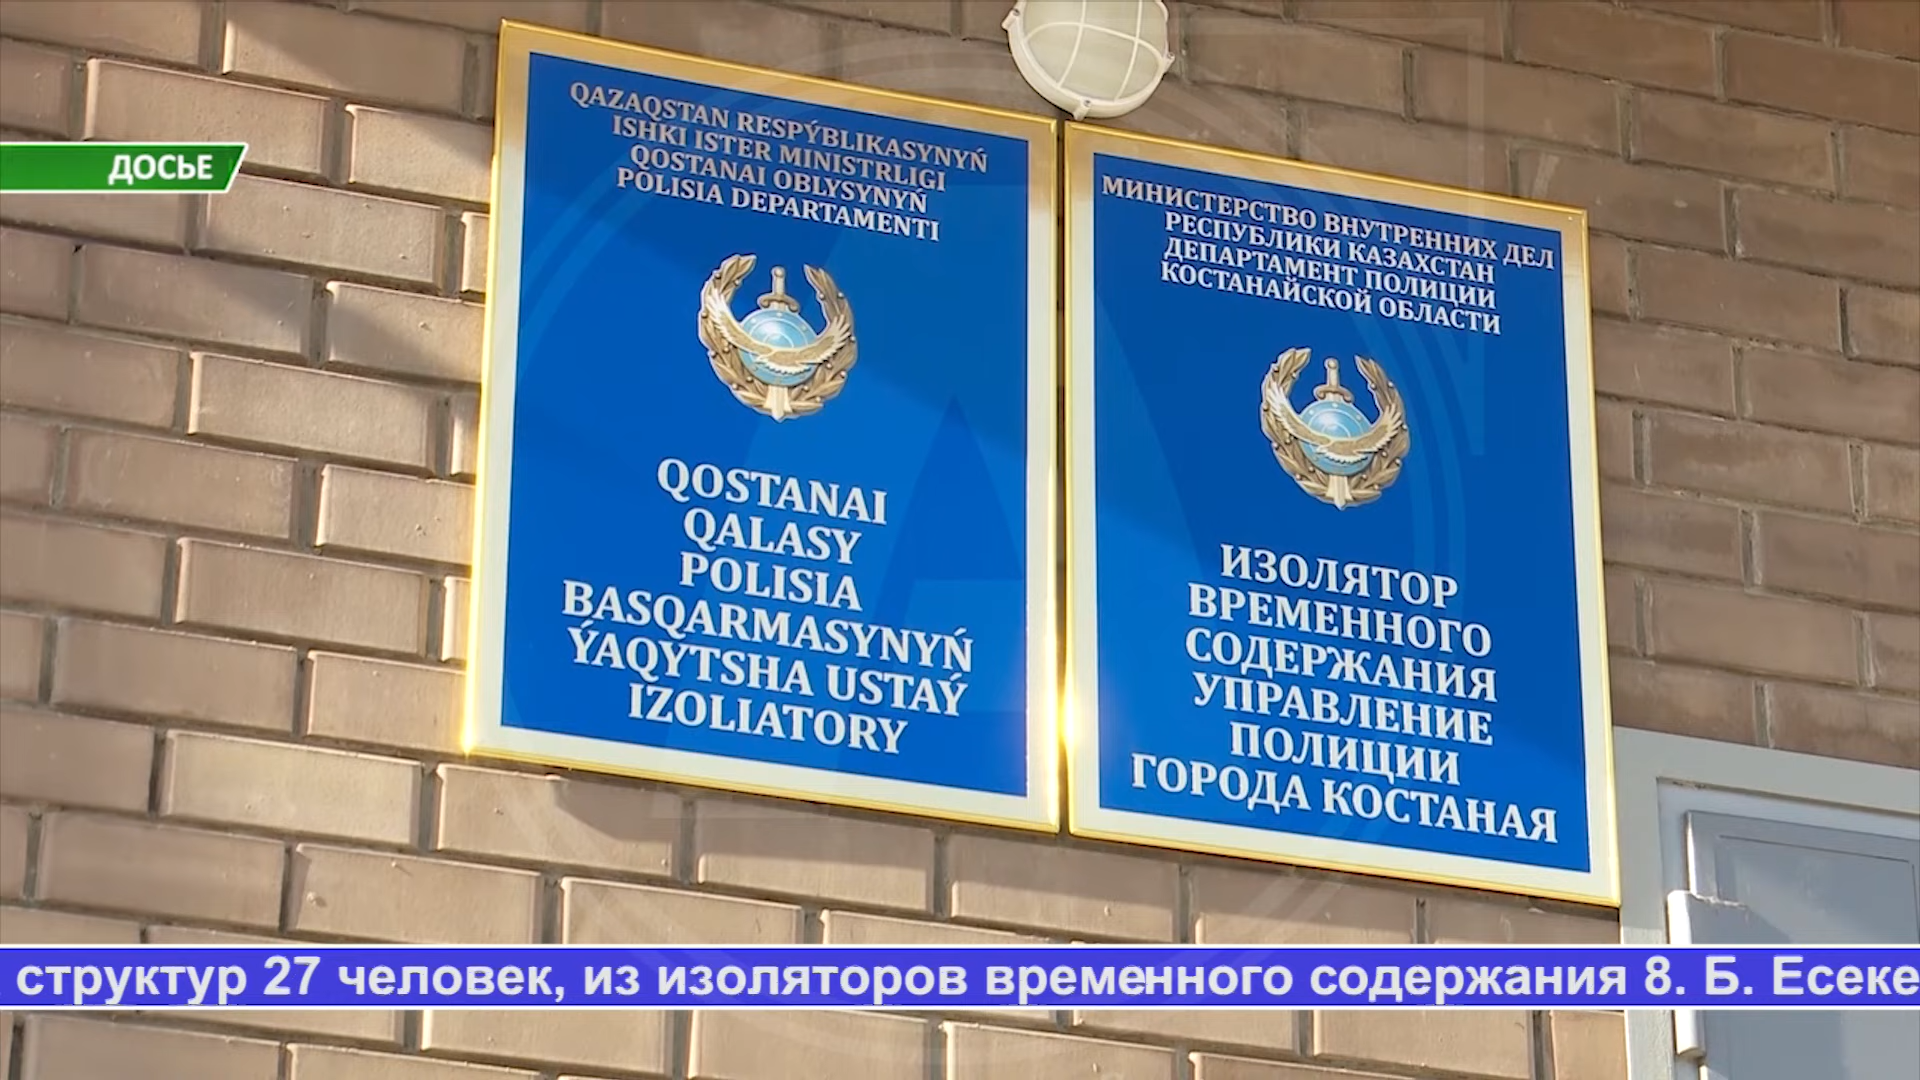 ДОСЬЕ
QAZAQSTAN RESPÝBLIKASYNYŃ
ISHKI ISTER MINISTRLIGI
QOSTANAI OBLYSYNYŃ
POLISIA DEPARTAMENTI
QOSTANAI
QALASY
POLISIA
BASQARMASYNYŃ
ÝAQYTSHA USTAÝ
IZOLIATORY
МИНИСТЕРСТВО ВНУТРЕННИХ ДЕЛ
РЕСПУБЛИКИ КАЗАХСТАН
ДЕПАРТАМЕНТ ПОЛИЦИИ
КОСТАНАЙСКОЙ ОБЛАСТИ
ИЗОЛЯТОР
ВРЕМЕННОГО
СОДЕРЖАНИЯ
УПРАВЛЕНИЕ
ПОЛИЦИИ
ГОРОДА КОСТАНАЯ
структур 27 человек, из изоляторов временного содержания 8. Б. Есеке